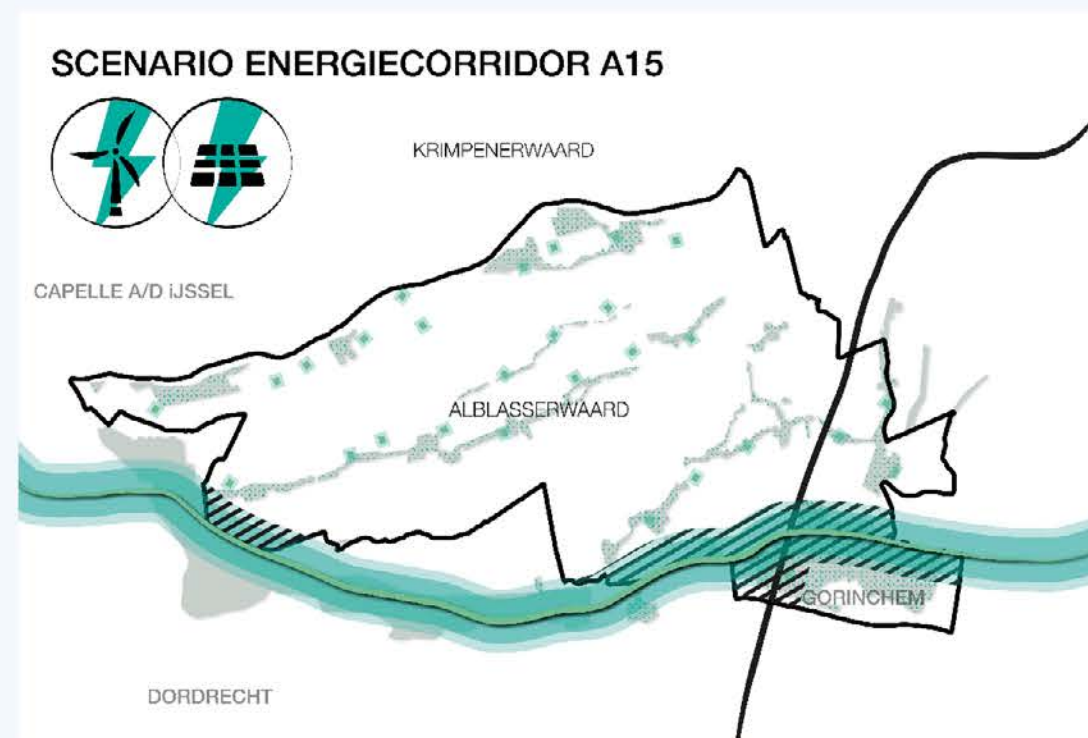 SCENARIO ENERGIECORRIDOR A15
KRIMPENERWAARD
CAPELLE A/D IJSSEL
ALBLASSERWAARD
GORINCHEM
DORDRECHT